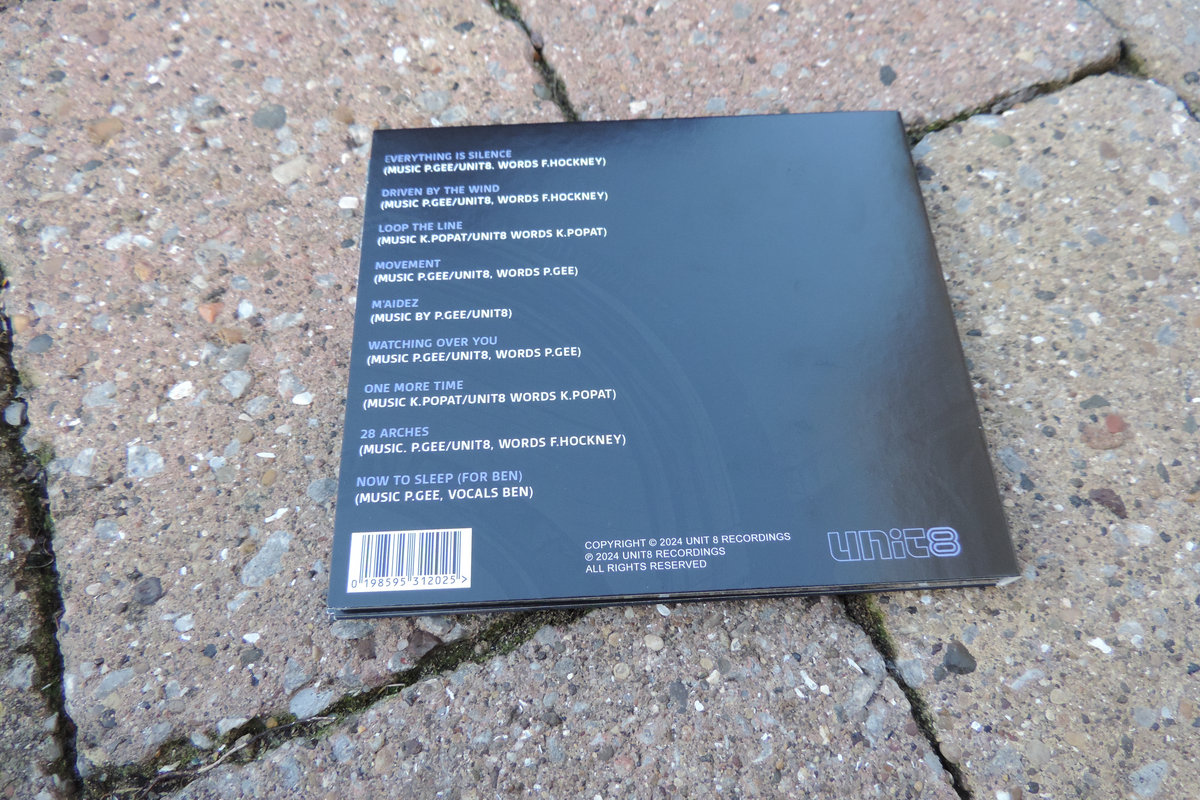 EVERYTHING IS SILENCE
(MUSIC P.GEE/UNIT8. WORDS F.HOCKNEY)
DRIVEN BY THE WIND
(MUSIC P.GEE/UNIT8, WORDS F.HOCKNEY)
LOOP THE LINE
(MUSIC K.POPAT/UNIT8 WORDS K.POPAT)
MOVEMENT
(MUSIC P.GEE/UNIT8, WORDS P.GEE)
M'AIDEZ
(MUSIC BY P.GEE/UNIT8)
WATCHING OVER YOU
(MUSIC P.GEE/UNIT8, WORDS P.GEE)
ONE MORE TIME
(MUSIC K.POPAT/UNIT8 WORDS K.POPAT)
28 ARCHES
(MUSIC. P.GEE/UNIT8, WORDS F.HOCKNEY)
NOW TO SLEEP (FOR BEN)
(MUSIC P.GEE, VOCALS BEN)
0 198595 312025 >
COPYRIGHT © 2024 UNIT 8 RECORDINGS
℗ 2024 UNIT8 RECORDINGS
ALL RIGHTS RESERVED
unit8